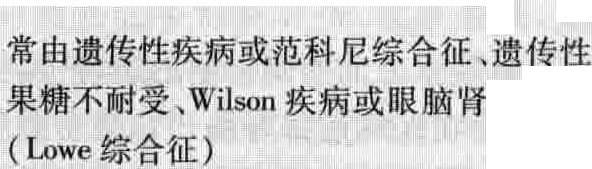 常由遗传性疾病或范科尼综合征、遗传性
果糖不耐受、Wilson 疾病或眼脑肾
(Lowe 综合征)